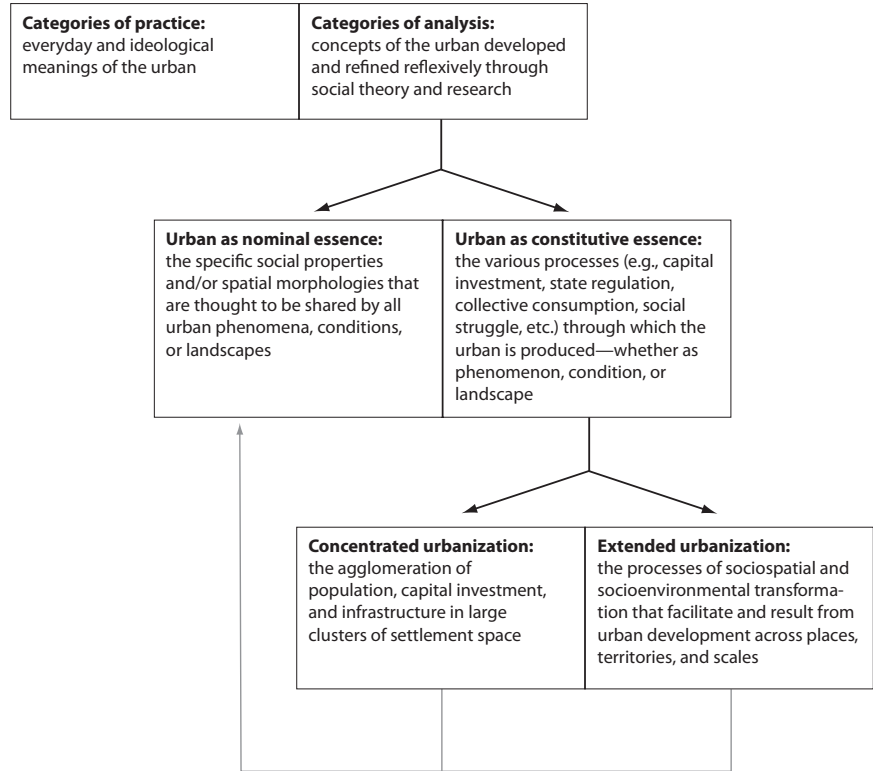 Categories of practice:
everyday and ideological
meanings of the urban
Categories of analysis:
concepts of the urban developed
and refined reflexively through
social theory and research
Urban as nominal essence:
the specific social properties
and/or spatial morphologies that
are thought to be shared by all
urban phenomena, conditions,
or landscapes
Urban as constitutive essence:
the various processes (e.g., capital
investment, state regulation,
collective consumption, social
struggle, etc.) through which the
urban is produced—whether as
phenomenon, condition, or
landscape
Concentrated urbanization:
the agglomeration of
population, capital investment,
and infrastructure in large
clusters of settlement space
Extended urbanization:
the processes of sociospatial and
socioenvironmental transforma-
tion that facilitate and result from
urban development across places,
territories, and scales